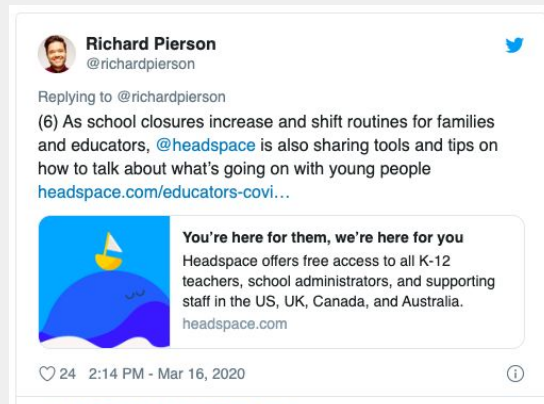 Richard Pierson
@richardpierson
Replying to @richardpierson
(6) As school closures increase and shift routines for families
and educators, @headspace is also sharing tools and tips on
how to talk about what’s going on with young people
headspace.com/educators-covi…
You’re here for them, we’re here for you
Headspace offers free access to all K-12
teachers, school administrators, and supporting
staff in the US, UK, Canada, and Australia.
headspace.com
24 2:14 PM - Mar 16, 2020